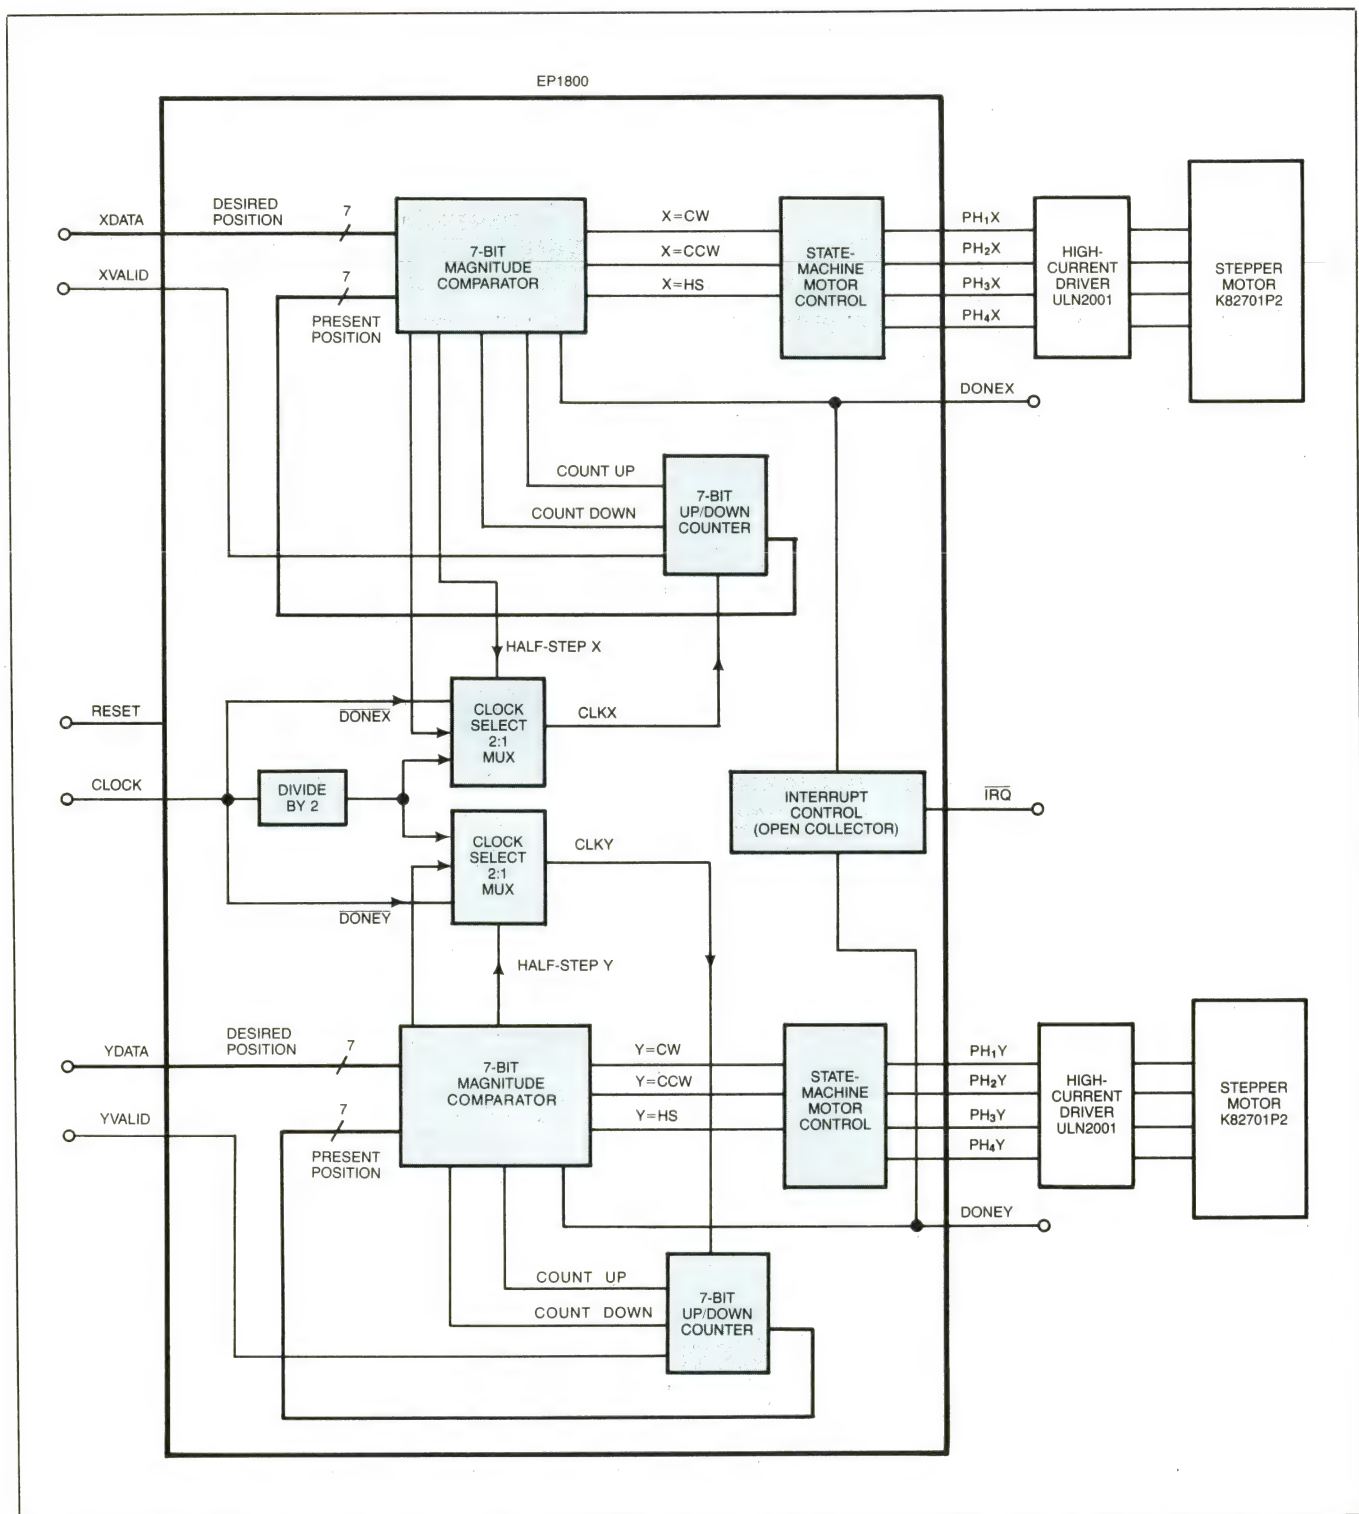 EP1800
XDATA
DESIRED
POSITION
7
XVALID
7
PRESENT
POSITION
7-BIT
MAGNITUDE
COMPARATOR
X=CW
X=CCW
X=HS
STATE-
MACHINE
MOTOR
CONTROL
PH₁X
PH₂X
PH₃X
PH₄X
HIGH-
CURRENT
DRIVER
ULN2001
STEPPER
MOTOR
K82701P2
DONEX
COUNT UP
COUNT DOWN
7-BIT
UP/DOWN
COUNTER
HALF-STEP X
RESET
DONEX
CLOCK
SELECT
2:1
MUX
CLKX
CLOCK
DIVIDE
BY 2
INTERRUPT
CONTROL
(OPEN COLLECTOR)
IRQ
CLOCK
SELECT
2:1
MUX
CLKY
DONEY
HALF-STEP Y
YDATA
DESIRED
POSITION
7
YVALID
7
PRESENT
POSITION
7-BIT
MAGNITUDE
COMPARATOR
Y=CW
Y=CCW
Y=HS
STATE-
MACHINE
MOTOR
CONTROL
PH₁Y
PH₂Y
PH₃Y
PH₄Y
HIGH-
CURRENT
DRIVER
ULN2001
STEPPER
MOTOR
K82701P2
DONEY
COUNT UP
COUNT DOWN
7-BIT
UP/DOWN
COUNTER